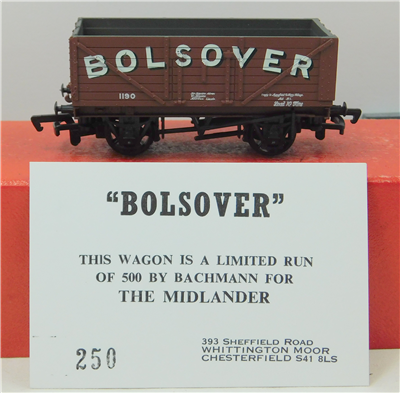 BOLSOVER
1190
"BOLSOVER"
THIS WAGON IS A LIMITED RUN
OF 500 BY BACHMANN FOR
THE MIDLANDER
250
393 SHEFFIELD ROAD
WHITTINGTON MOOR
CHESTERFIELD S41 8LS